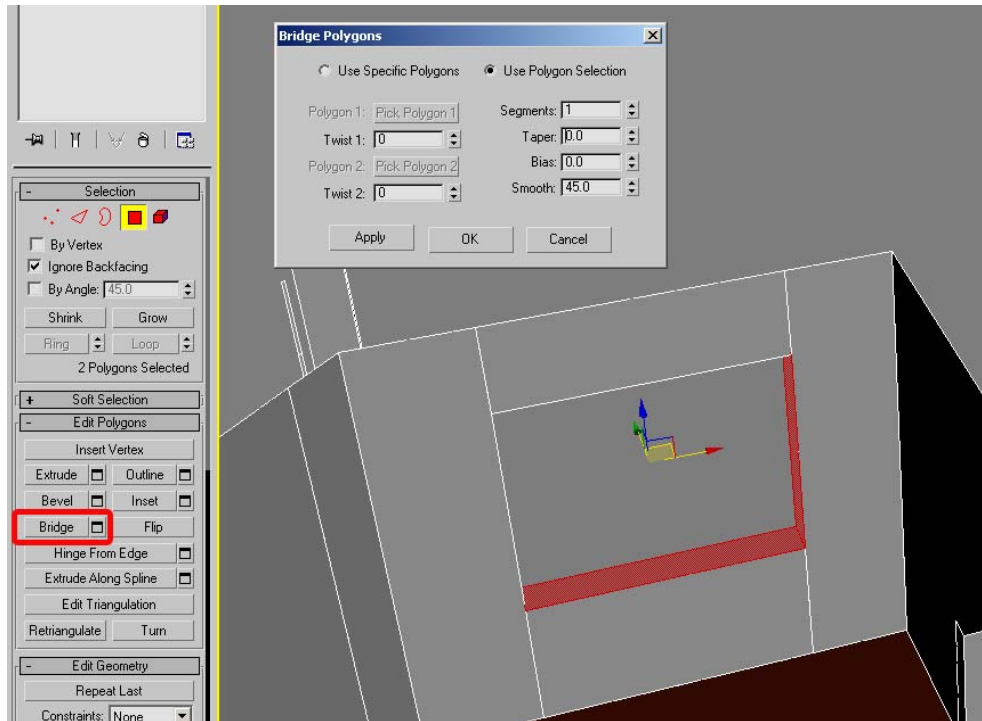 Bridge Polygons
Use Specific Polygons Use Polygon Selection
Polygon 1: Pick Polygon 1 Segments: 1
Twist 1: 0 Taper: 0.0
Polygon 2: Pick Polygon 2 Bias: 0.0
Twist 2: 0 Smooth: 45.0
Apply OK Cancel
- Selection
By Vertex
Ignore Backfacing
By Angle: 45.0
Shrink Grow
Ring Loop
2 Polygons Selected
+ Soft Selection
- Edit Polygons
Insert Vertex
Extrude Outline
Bevel Inset
Bridge Flip
Hinge From Edge
Extrude Along Spline
Edit Triangulation
Retriangulate Turn
- Edit Geometry
Repeat Last
Constraints: None